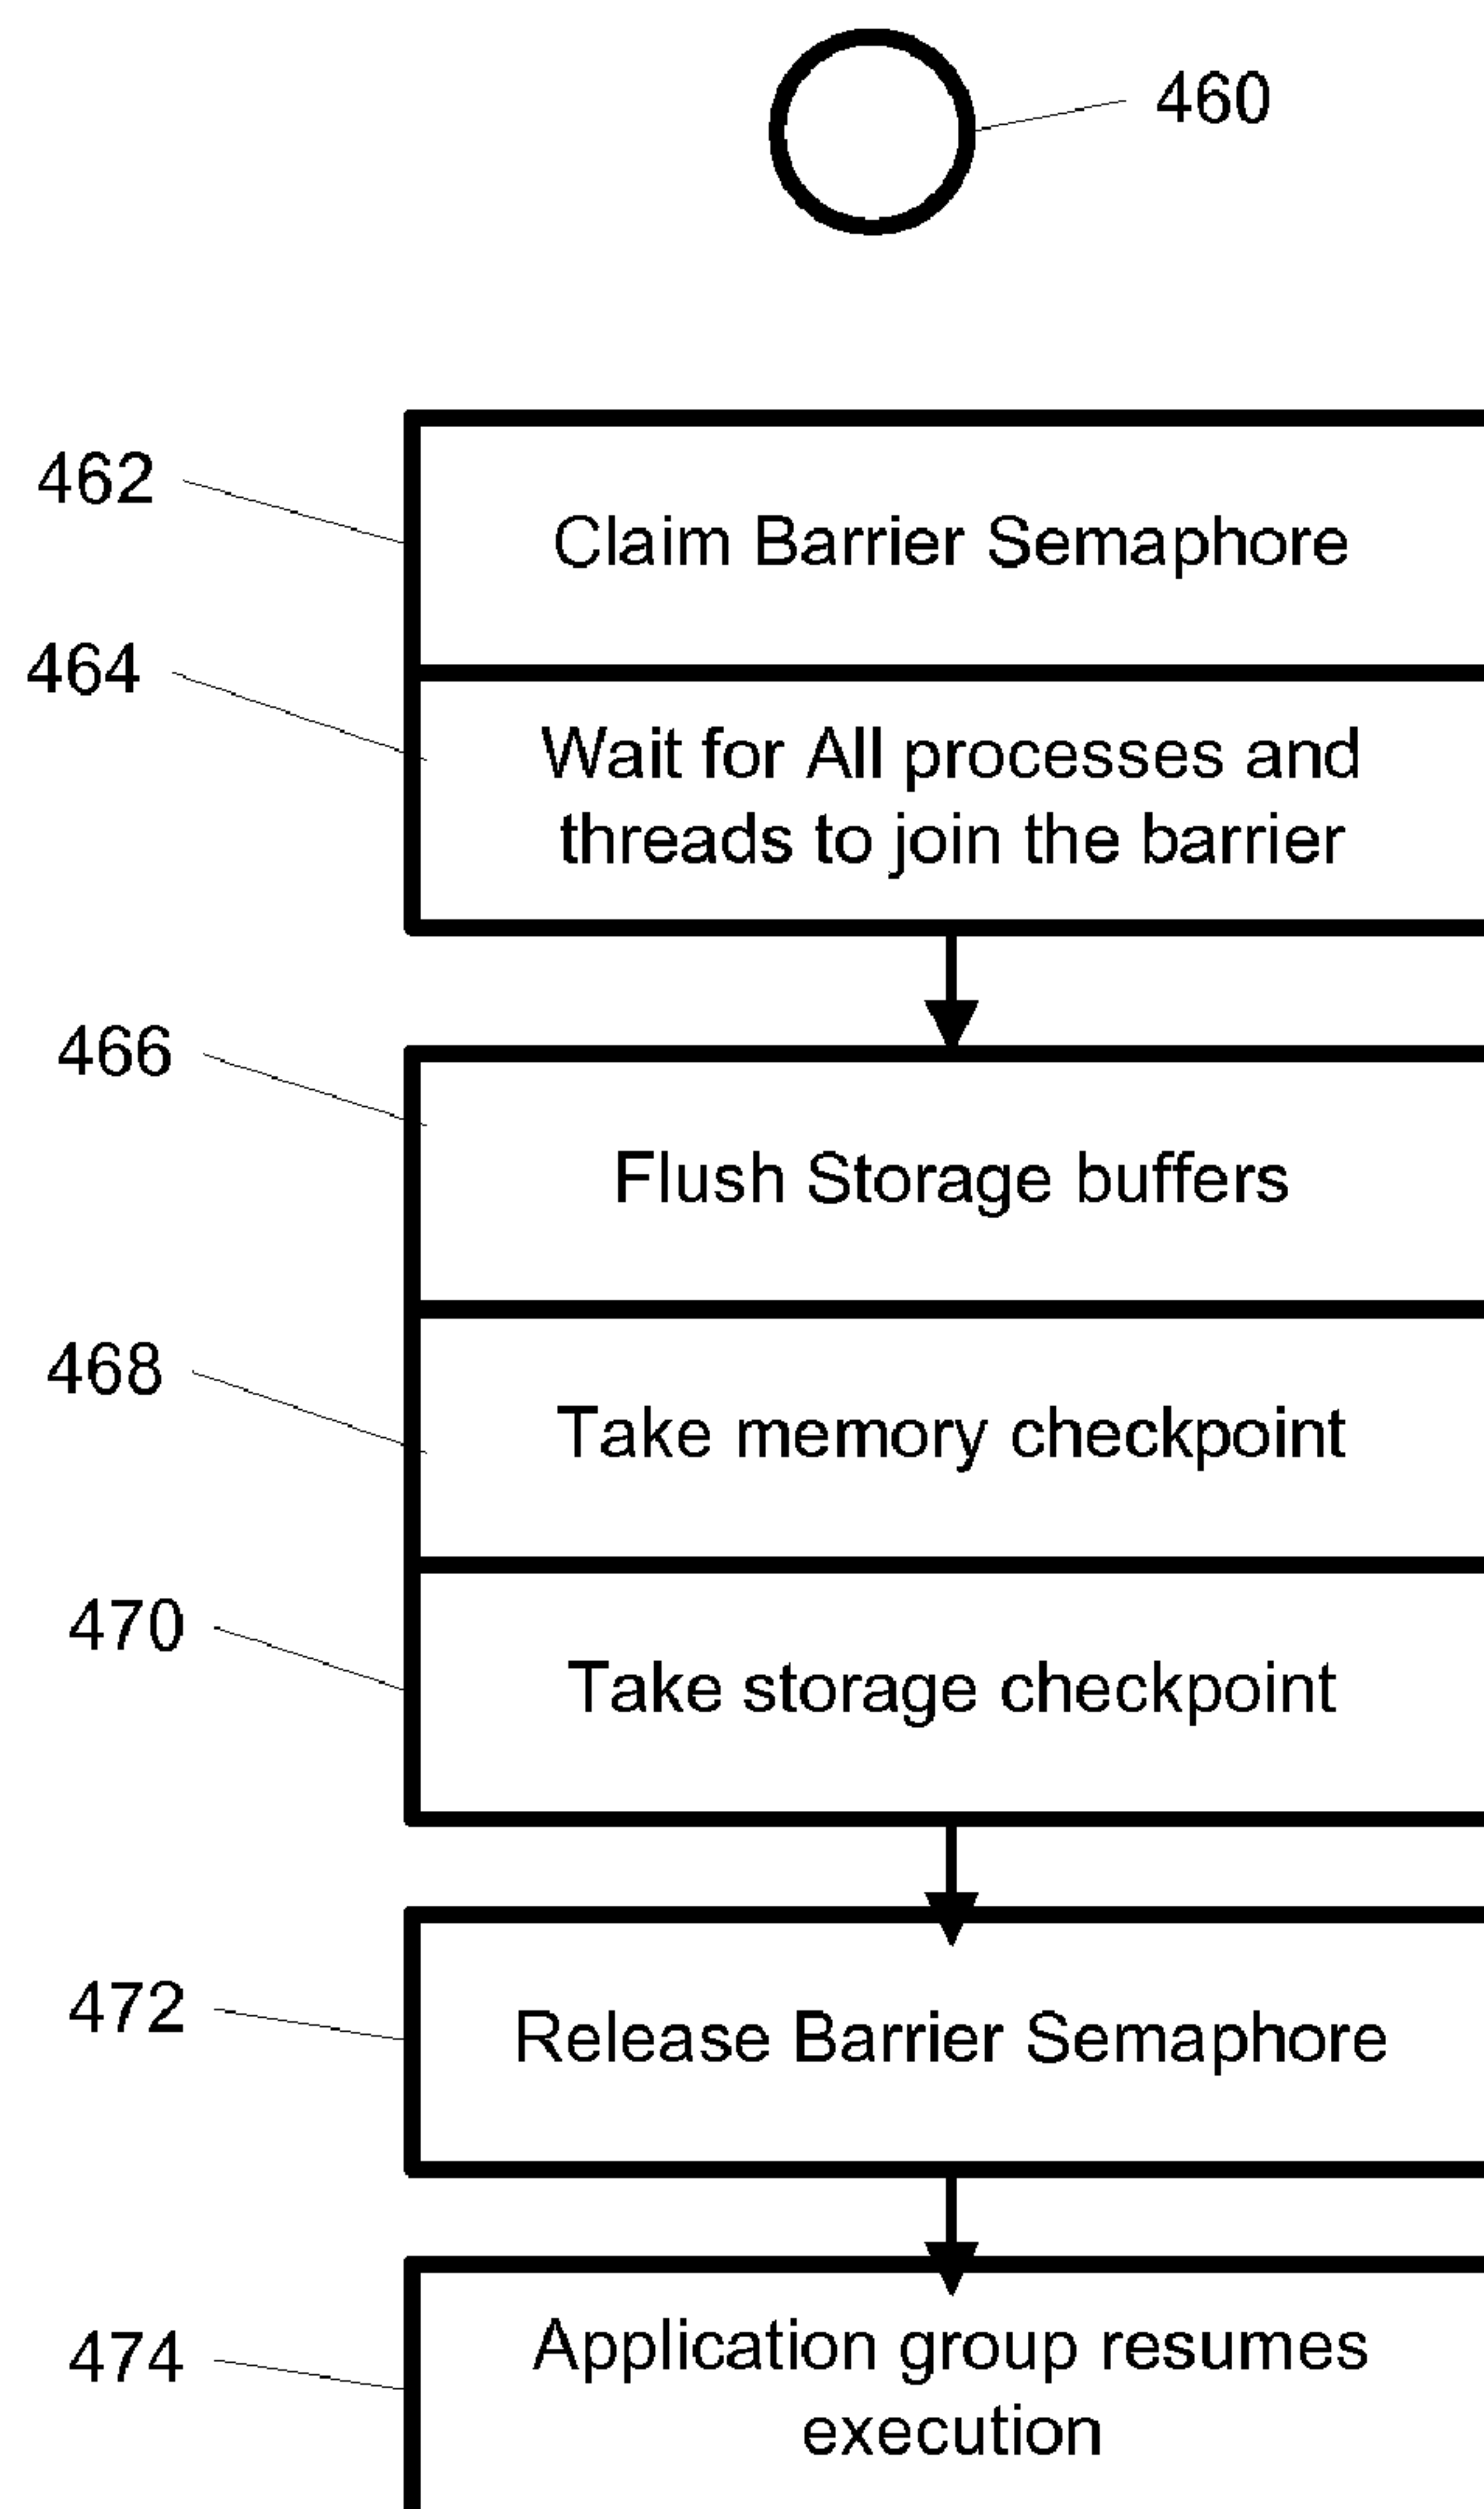 460
462
Claim Barrier Semaphore
464
Wait for All processes and
threads to join the barrier
466
Flush Storage buffers
468
Take memory checkpoint
470
Take storage checkpoint
472
Release Barrier Semaphore
474
Application group resumes
execution